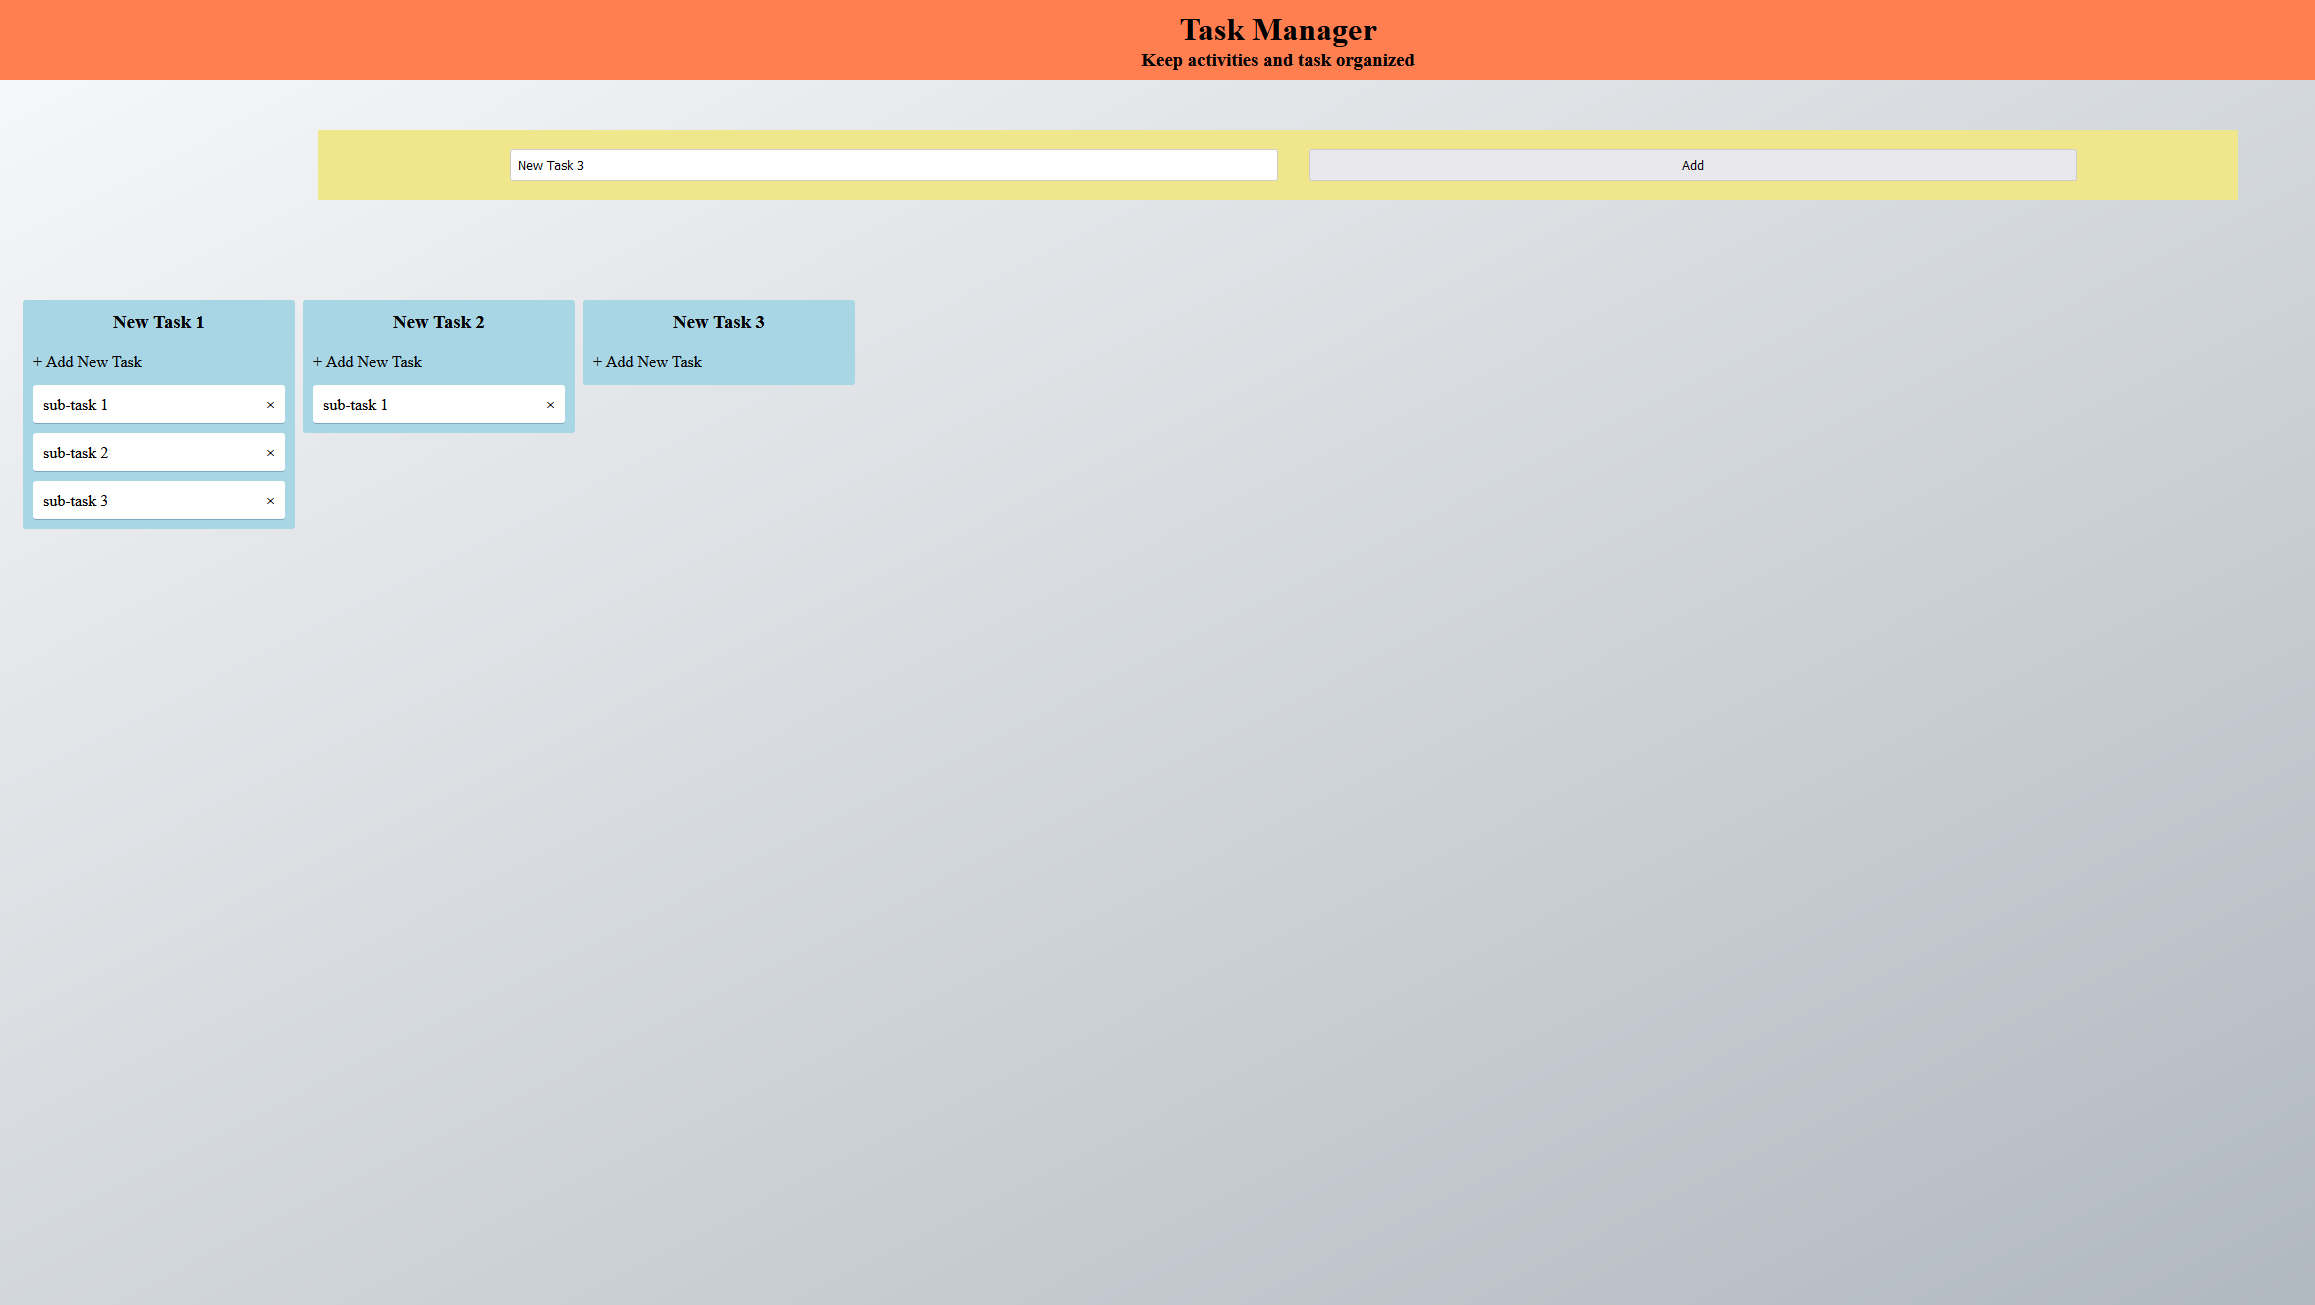 Task Manager
Keep activities and task organized
New Task 3
Add
New Task 1
+ Add New Task
sub-task 1 ×
sub-task 2 ×
sub-task 3 ×
New Task 2
+ Add New Task
sub-task 1 ×
New Task 3
+ Add New Task